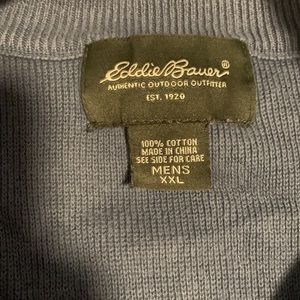 Eddie Bauer®
AUTHENTIC OUTDOOR OUTFITTER
EST. 1920
100% COTTON
MADE IN CHINA
SEE SIDE FOR CARE
MENS
XXL